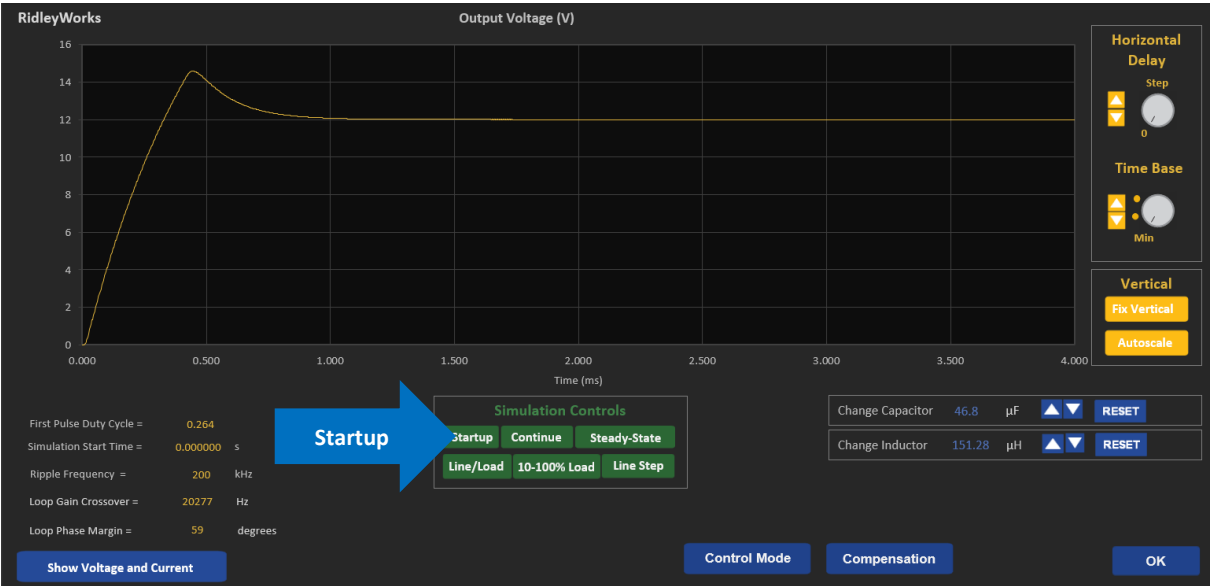 RidleyWorks
Output Voltage (V)
16
14
12
10
8
6
4
2
0
0.000 0.500 1.000 1.500 2.000 2.500 3.000 3.500 4.000
Time (ms)
Horizontal
Delay
Step
0
Time Base
Min
Vertical
Fix Vertical
Autoscale
First Pulse Duty Cycle = 0.264
Simulation Start Time = 0.000000 s
Ripple Frequency = 200 kHz
Loop Gain Crossover = 20277 Hz
Loop Phase Margin = 59 degrees
Show Voltage and Current
Startup
Simulation Controls
Startup Continue Steady-State
Line/Load 10-100% Load Line Step
Change Capacitor 46.8 µF RESET
Change Inductor 151.28 µH RESET
Control Mode Compensation OK